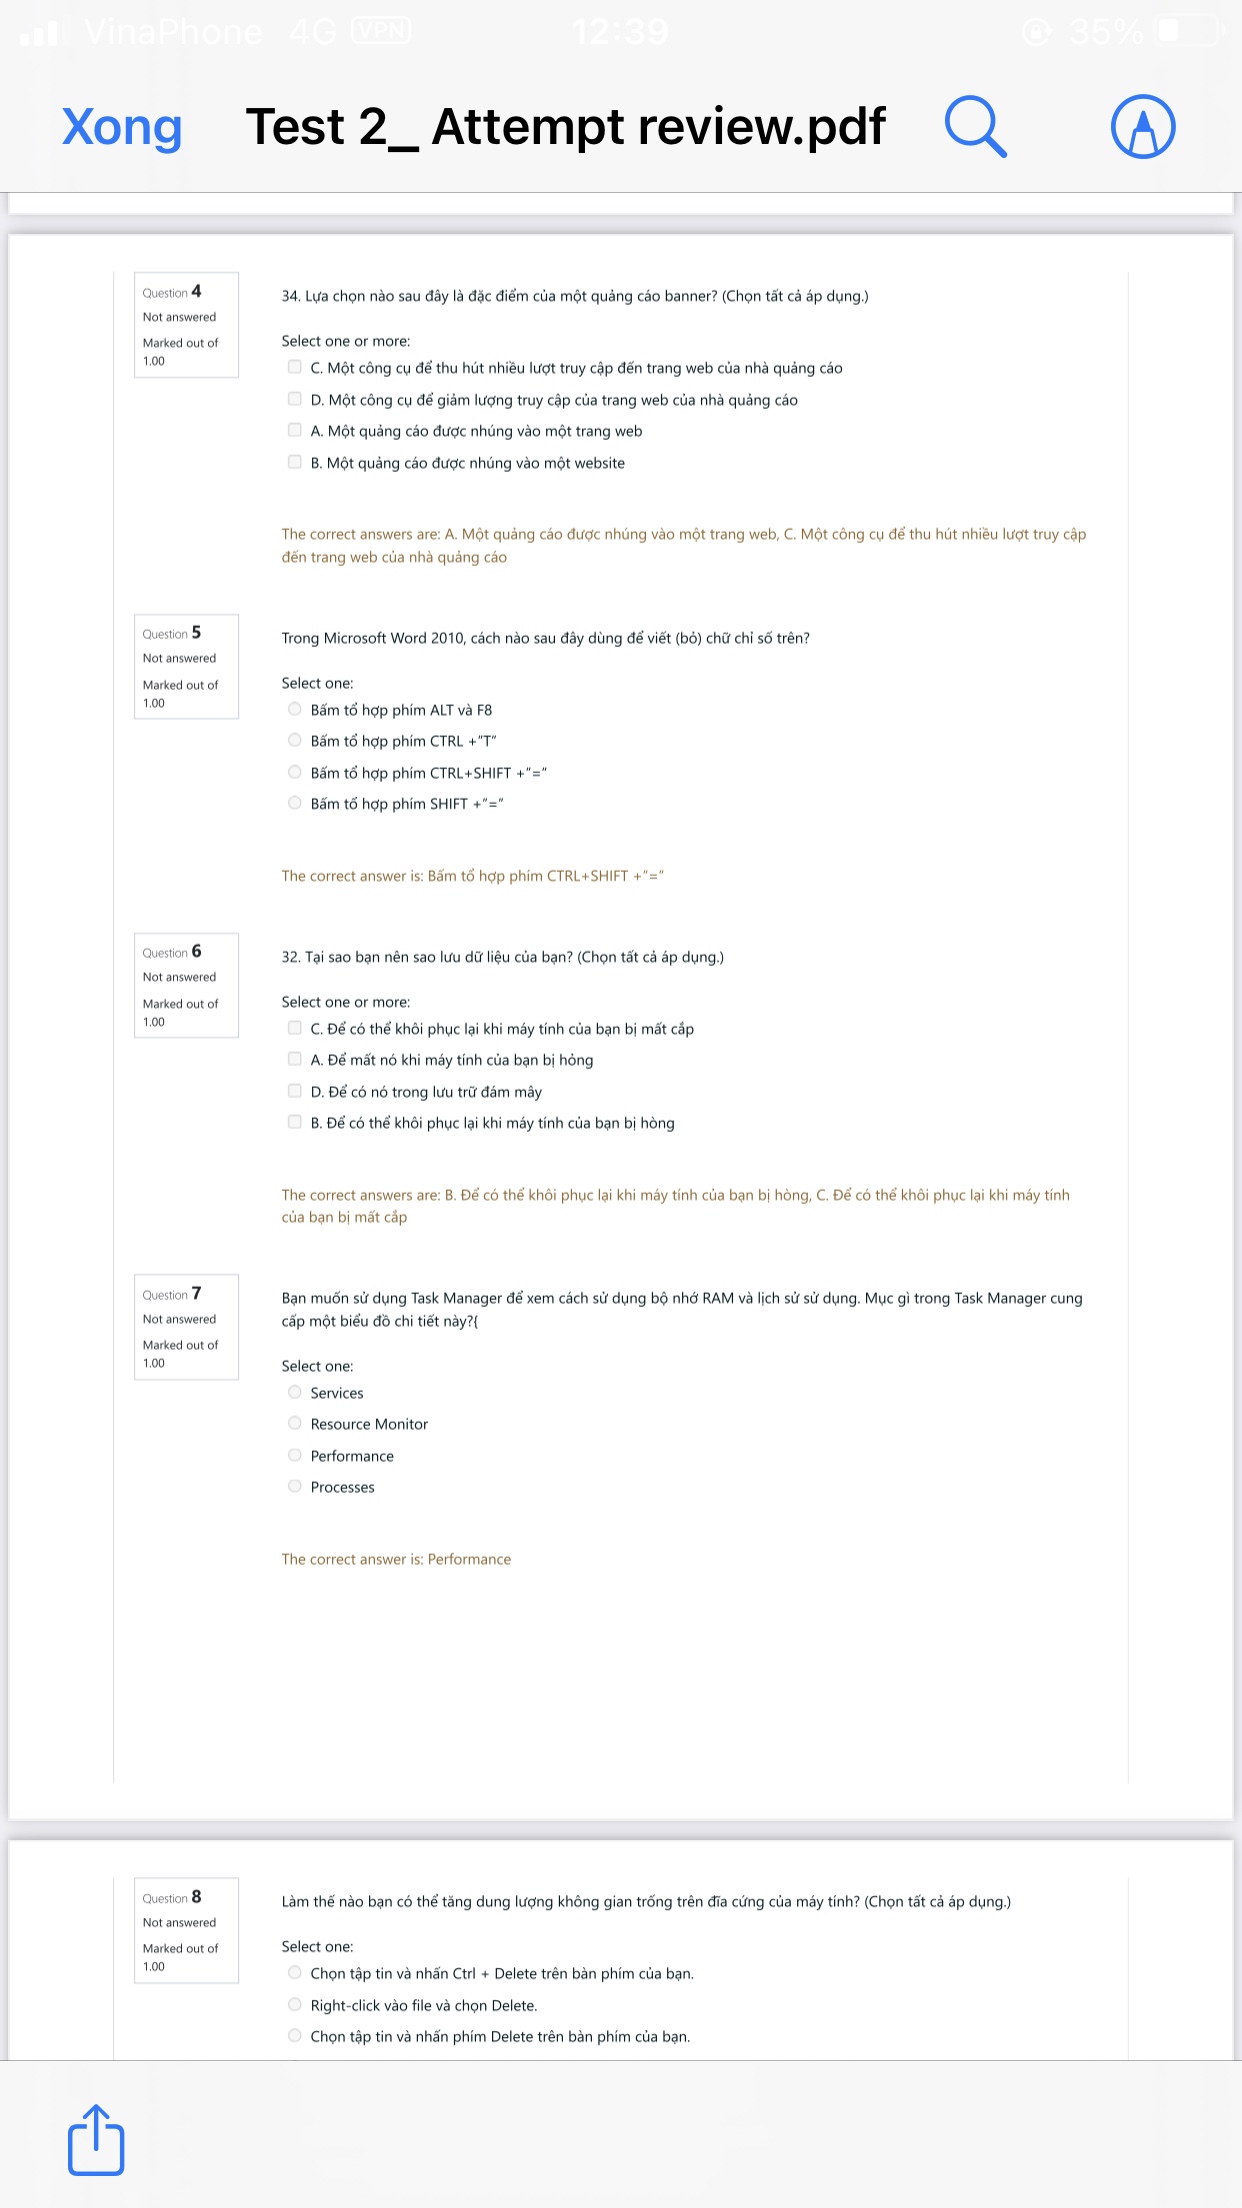 VinaPhone 4G VPN 12:39 35%
Xong Test 2_ Attempt review.pdf
Question 4
Not answered
Marked out of
1.00
34. Lựa chọn nào sau đây là đặc điểm của một quảng cáo banner? (Chọn tất cả áp dụng.)
Select one or more:
C. Một công cụ để thu hút nhiều lượt truy cập đến trang web của nhà quảng cáo
D. Một công cụ để giảm lượng truy cập của trang web của nhà quảng cáo
A. Một quảng cáo được nhúng vào một trang web
B. Một quảng cáo được nhúng vào một website
The correct answers are: A. Một quảng cáo được nhúng vào một trang web, C. Một công cụ để thu hút nhiều lượt truy cập
đến trang web của nhà quảng cáo
Question 5
Not answered
Marked out of
1.00
Trong Microsoft Word 2010, cách nào sau đây dùng để viết (bỏ) chữ chỉ số trên?
Select one:
Bấm tổ hợp phím ALT và F8
Bấm tổ hợp phím CTRL +"T"
Bấm tổ hợp phím CTRL+SHIFT +"="
Bấm tổ hợp phím SHIFT +"="
The correct answer is: Bấm tổ hợp phím CTRL+SHIFT +"="
Question 6
Not answered
Marked out of
1.00
32. Tại sao bạn nên sao lưu dữ liệu của bạn? (Chọn tất cả áp dụng.)
Select one or more:
C. Để có thể khôi phục lại khi máy tính của bạn bị mất cắp
A. Để mất nó khi máy tính của bạn bị hỏng
D. Để có nó trong lưu trữ đám mây
B. Để có thể khôi phục lại khi máy tính của bạn bị hòng
The correct answers are: B. Để có thể khôi phục lại khi máy tính của bạn bị hòng, C. Để có thể khôi phục lại khi máy tính
của bạn bị mất cắp
Question 7
Not answered
Marked out of
1.00
Bạn muốn sử dụng Task Manager để xem cách sử dụng bộ nhớ RAM và lịch sử sử dụng. Mục gì trong Task Manager cung
cấp một biểu đồ chi tiết này?{
Select one:
Services
Resource Monitor
Performance
Processes
The correct answer is: Performance
Question 8
Not answered
Marked out of
1.00
Làm thế nào bạn có thể tăng dung lượng không gian trống trên đĩa cứng của máy tính? (Chọn tất cả áp dụng.)
Select one:
Chọn tập tin và nhấn Ctrl + Delete trên bàn phím của bạn.
Right-click vào file và chọn Delete.
Chọn tập tin và nhấn phím Delete trên bàn phím của bạn.